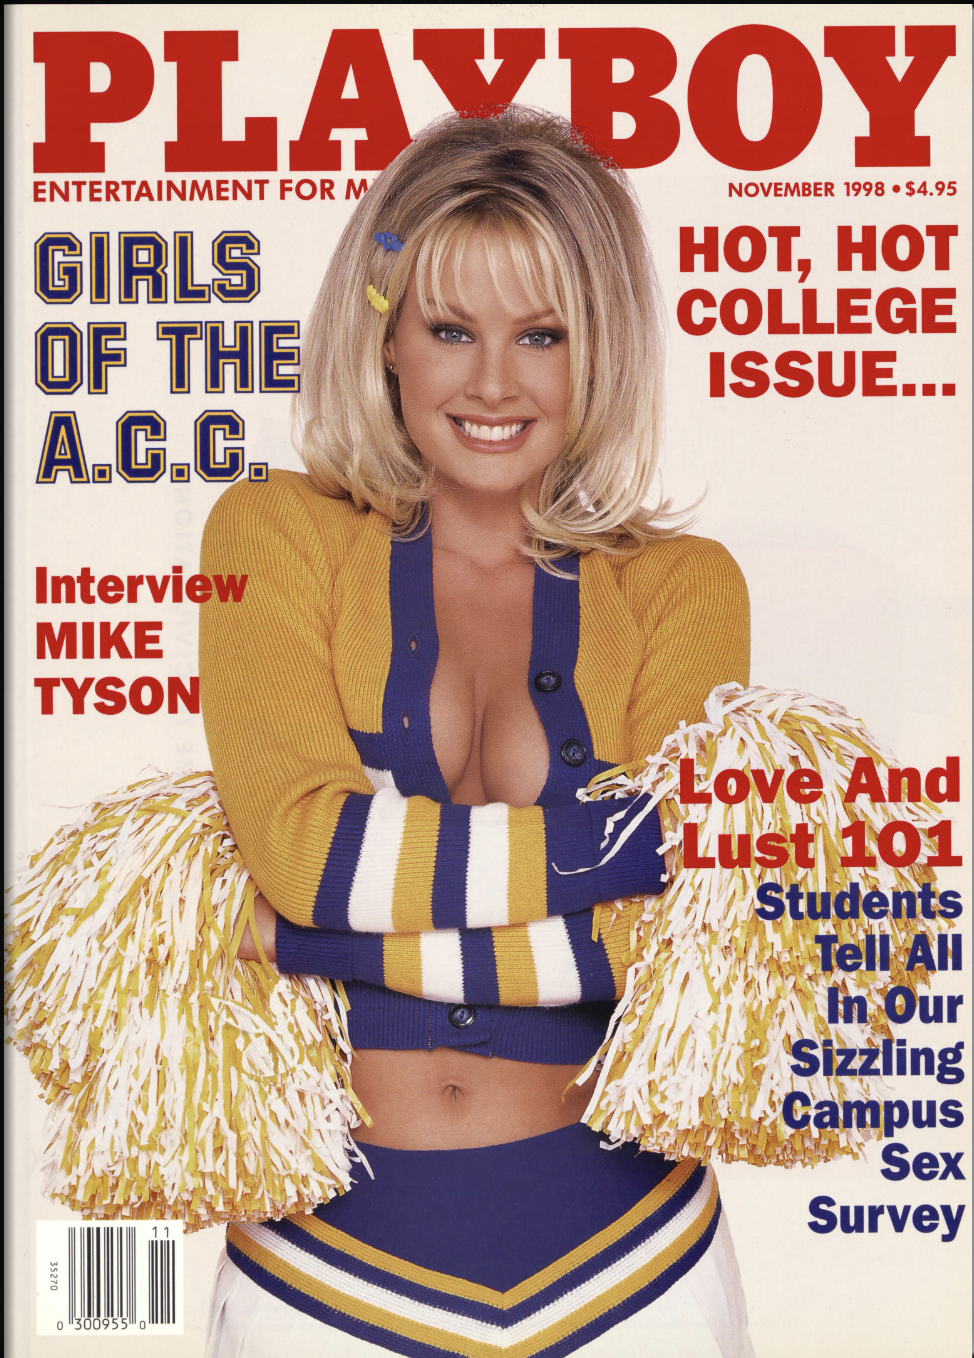 PLAYBOY
ENTERTAINMENT FOR M
NOVEMBER 1998 • $4.95
GIRLS
OF THE
A.C.C.
HOT, HOT
COLLEGE
ISSUE...
Interview
MIKE
TYSON
Love And
Lust 101
Students
Tell All
In Our
Sizzling
Campus
Sex
Survey
11
35270
0 300955 0